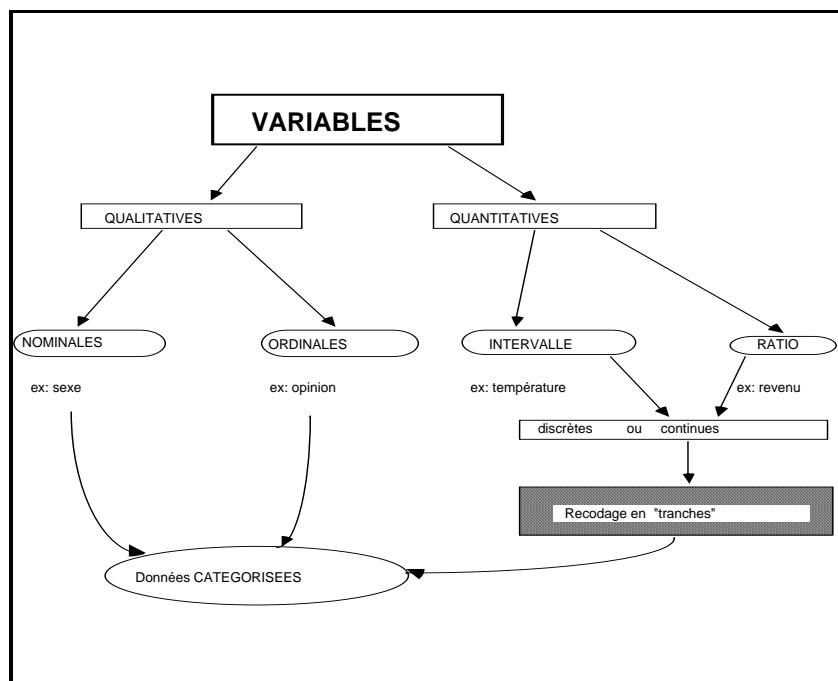 VARIABLES
QUALITATIVES
QUANTITATIVES
NOMINALES
ORDINALES
INTERVALLE
RATIO
ex: sexe
ex: opinion
ex: température
ex: revenu
discrètes ou continues
Recodage en "tranches"
Données CATEGORISEES